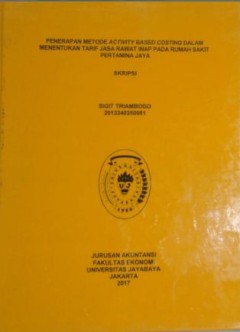 PENERAPAN METODE ACTIVITY BASED COSTING DALAM
MENENTUKAN TARIF JASA RAWAT INAP PADA RUMAH SAKIT
PERTAMINA JAYA
SKRIPSI
SIGIT TRIAMBOGO
JURUSAN AKUNTANSI
FAKULTAS EKONOMI
UNIVERSITAS JAYABAYA
JAKARTA
2017